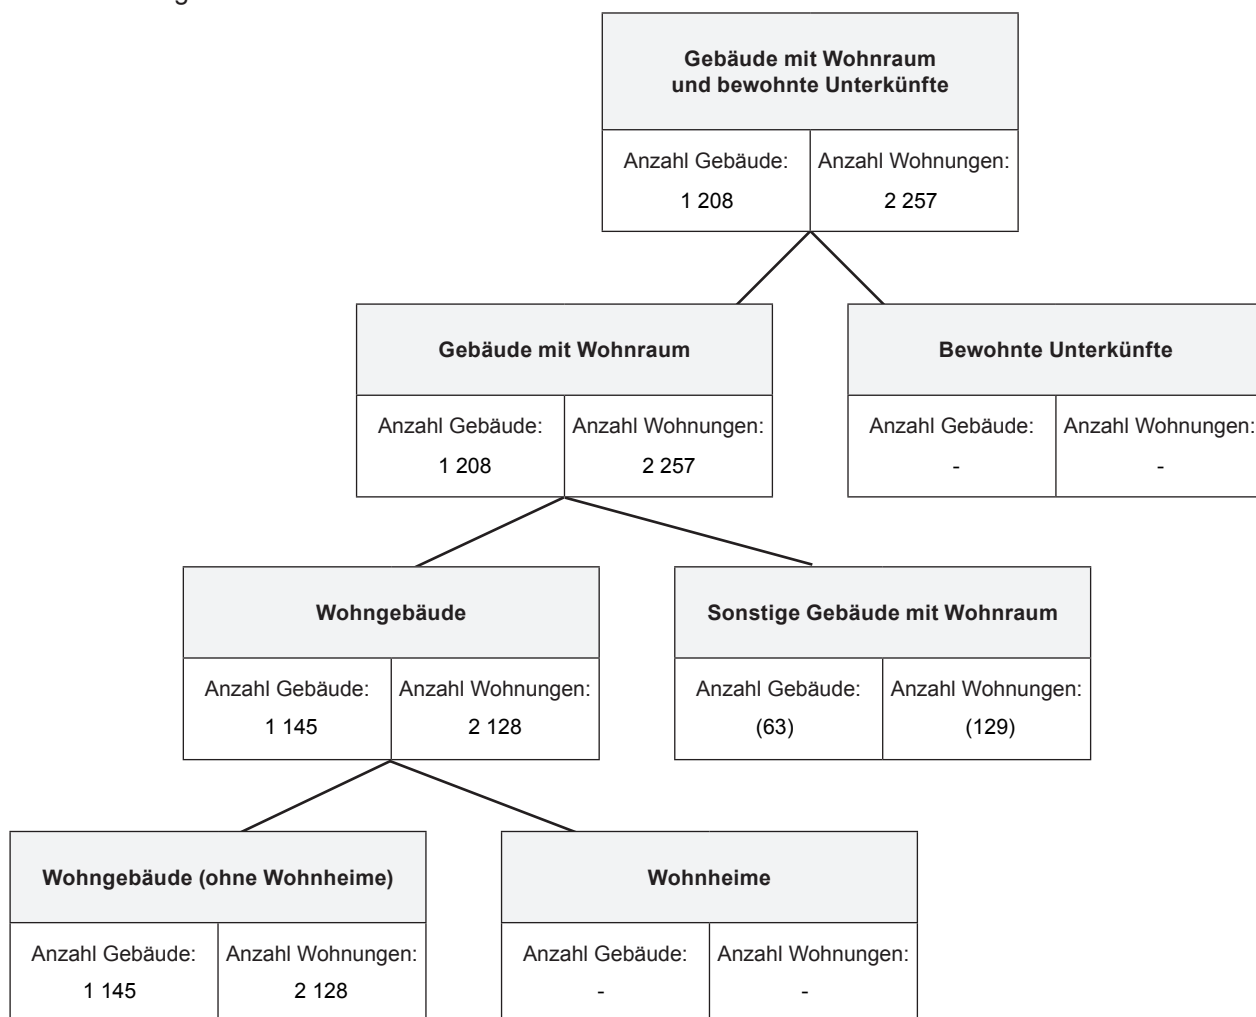 Gebäude mit Wohnraum
und bewohnte Unterkünfte
Anzahl Gebäude: Anzahl Wohnungen:
1 208 2 257
Gebäude mit Wohnraum
Anzahl Gebäude: Anzahl Wohnungen:
1 208 2 257
Bewohnte Unterkünfte
Anzahl Gebäude: Anzahl Wohnungen:
- -
Wohngebäude
Anzahl Gebäude: Anzahl Wohnungen:
1 145 2 128
Sonstige Gebäude mit Wohnraum
Anzahl Gebäude: Anzahl Wohnungen:
(63) (129)
Wohngebäude (ohne Wohnheime)
Anzahl Gebäude: Anzahl Wohnungen:
1 145 2 128
Wohnheime
Anzahl Gebäude: Anzahl Wohnungen:
- -